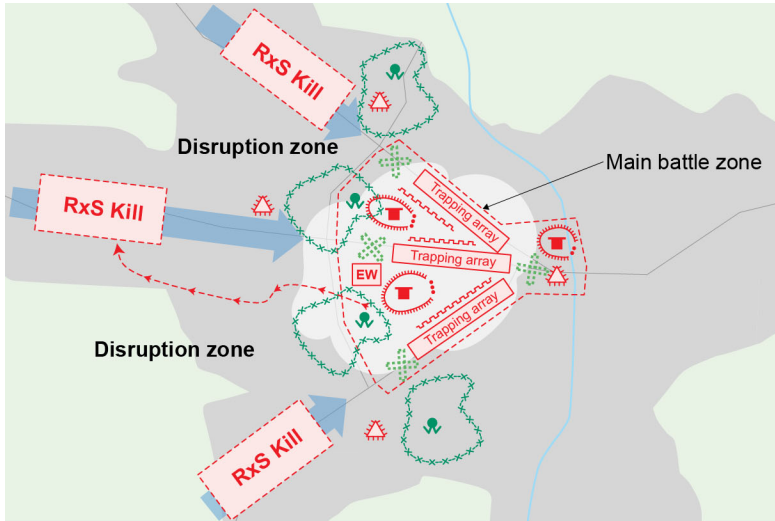 RxS Kill
Disruption zone
Main battle zone
Trapping array
RxS Kill
Trapping array
EW
Trapping array
Disruption zone
RxS Kill